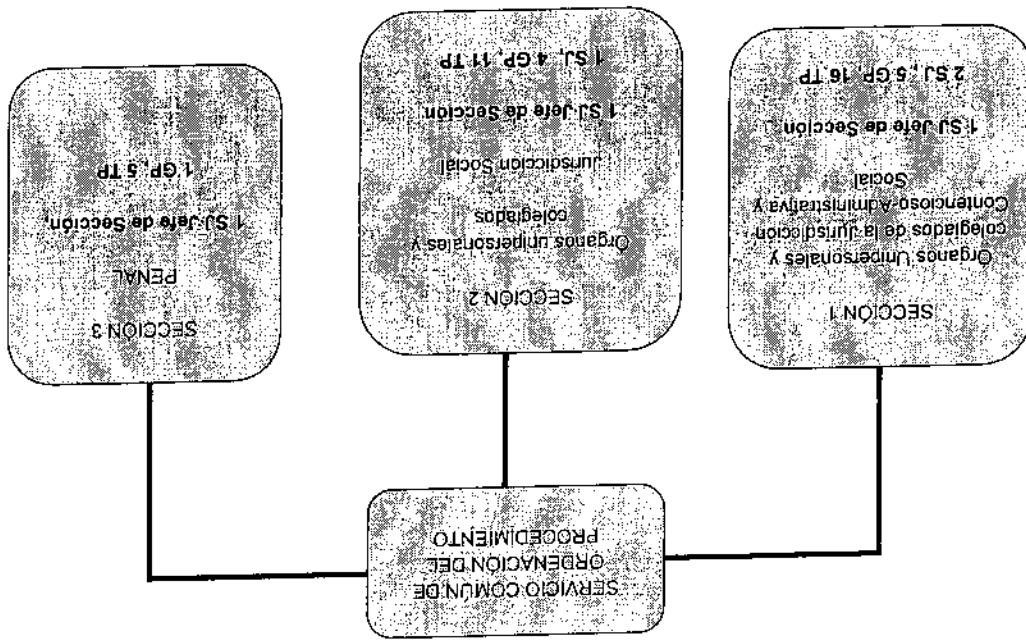 SERVICIO COMÚN DE
ORDENACIÓN DEL
PROCEDIMIENTO
SECCIÓN 1
Órganos Unipersonales y
colegiados de la Jurisdicción
Contencioso-Administrativa y
Social
1 SJ Jefe de Sección
2 SJ , 5 GP, 16 TP
SECCIÓN 2
Órganos unipersonales y
colegiados
Jurisdicción Social
1 SJ Jefe de Sección
1 SJ, 4 GP, 11 TP
SECCIÓN 3
PENAL
1 SJ Jefe de Sección,
1 GP, 5 TP